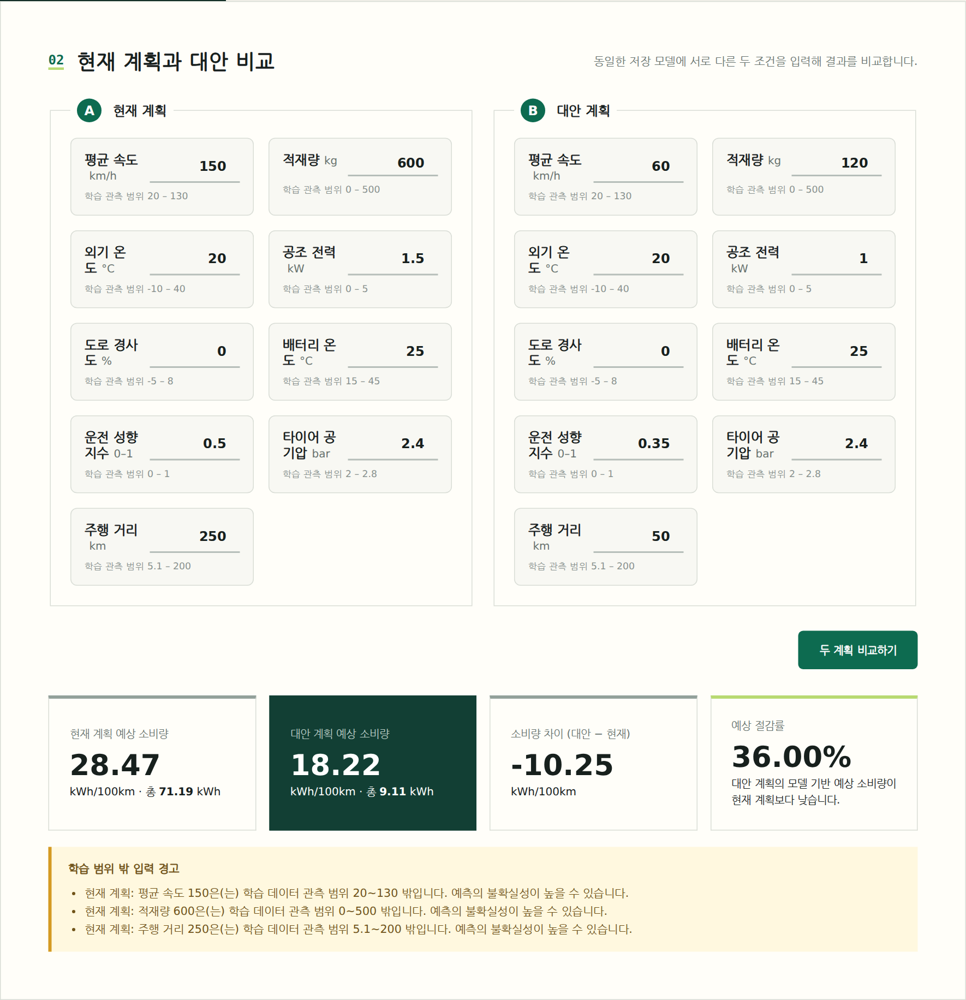 02 현재 계획과 대안 비교
동일한 저장 모델에 서로 다른 두 조건을 입력해 결과를 비교합니다.
A 현재 계획
평균 속도 150
km/h
학습 관측 범위 20 – 130
적재량 kg 600
학습 관측 범위 0 – 500
외기 온 20
도 °C
학습 관측 범위 -10 – 40
공조 전력 1.5
kW
학습 관측 범위 0 – 5
도로 경사 0
도 %
학습 관측 범위 -5 – 8
배터리 온 25
도 °C
학습 관측 범위 15 – 45
운전 성향 0.5
지수 0–1
학습 관측 범위 0 – 1
타이어 공 2.4
기압 bar
학습 관측 범위 2 – 2.8
주행 거리 250
km
학습 관측 범위 5.1 – 200
B 대안 계획
평균 속도 60
km/h
학습 관측 범위 20 – 130
적재량 kg 120
학습 관측 범위 0 – 500
외기 온 20
도 °C
학습 관측 범위 -10 – 40
공조 전력 1
kW
학습 관측 범위 0 – 5
도로 경사 0
도 %
학습 관측 범위 -5 – 8
배터리 온 25
도 °C
학습 관측 범위 15 – 45
운전 성향 0.35
지수 0–1
학습 관측 범위 0 – 1
타이어 공 2.4
기압 bar
학습 관측 범위 2 – 2.8
주행 거리 50
km
학습 관측 범위 5.1 – 200
두 계획 비교하기
현재 계획 예상 소비량
28.47
kWh/100km · 총 71.19 kWh
대안 계획 예상 소비량
18.22
kWh/100km · 총 9.11 kWh
소비량 차이 (대안 − 현재)
-10.25
kWh/100km
예상 절감률
36.00%
대안 계획의 모델 기반 예상 소비량이
현재 계획보다 낮습니다.
학습 범위 밖 입력 경고
• 현재 계획: 평균 속도 150은(는) 학습 데이터 관측 범위 20~130 밖입니다. 예측의 불확실성이 높을 수 있습니다.
• 현재 계획: 적재량 600은(는) 학습 데이터 관측 범위 0~500 밖입니다. 예측의 불확실성이 높을 수 있습니다.
• 현재 계획: 주행 거리 250은(는) 학습 데이터 관측 범위 5.1~200 밖입니다. 예측의 불확실성이 높을 수 있습니다.